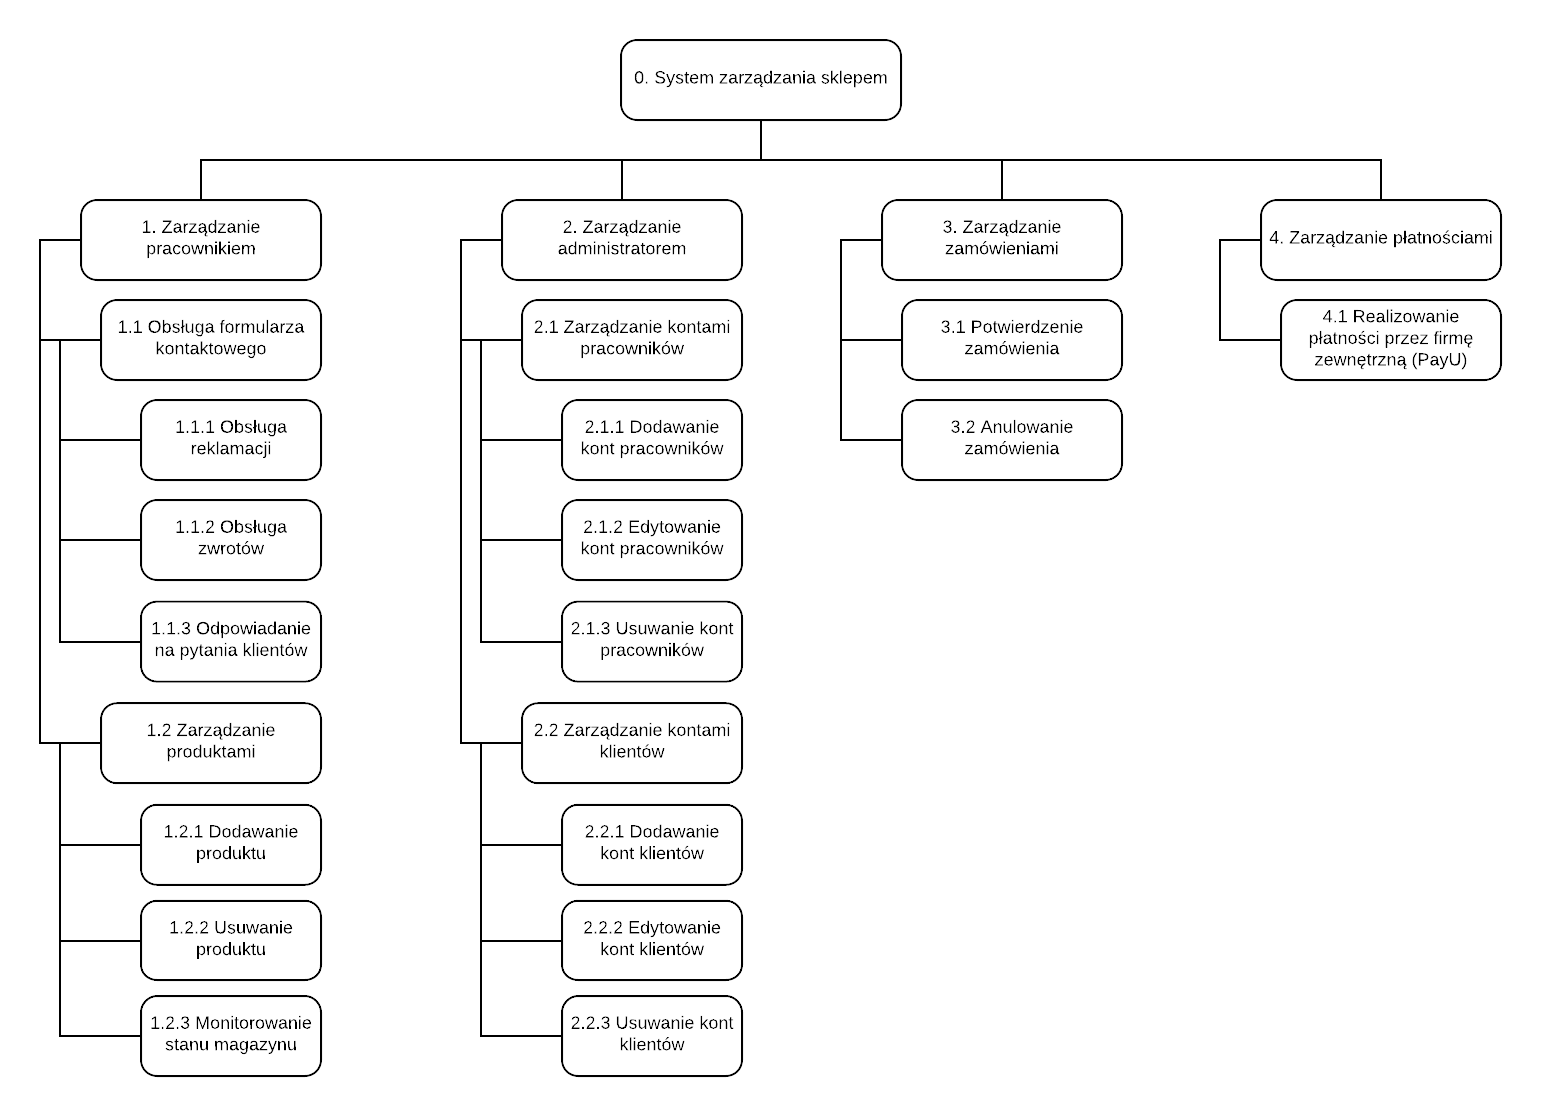 0. System zarządzania sklepem
1. Zarządzanie
pracownikiem
1.1 Obsługa formularza
kontaktowego
1.1.1 Obsługa
reklamacji
1.1.2 Obsługa
zwrotów
1.1.3 Odpowiadanie
na pytania klientów
1.2 Zarządzanie
produktami
1.2.1 Dodawanie
produktu
1.2.2 Usuwanie
produktu
1.2.3 Monitorowanie
stanu magazynu
2. Zarządzanie
administratorem
2.1 Zarządzanie kontami
pracowników
2.1.1 Dodawanie
kont pracowników
2.1.2 Edytowanie
kont pracowników
2.1.3 Usuwanie kont
pracowników
2.2 Zarządzanie kontami
klientów
2.2.1 Dodawanie
kont klientów
2.2.2 Edytowanie
kont klientów
2.2.3 Usuwanie kont
klientów
3. Zarządzanie
zamówieniami
3.1 Potwierdzenie
zamówienia
3.2 Anulowanie
zamówienia
4. Zarządzanie płatnościami
4.1 Realizowanie
płatności przez firmę
zewnętrzną (PayU)